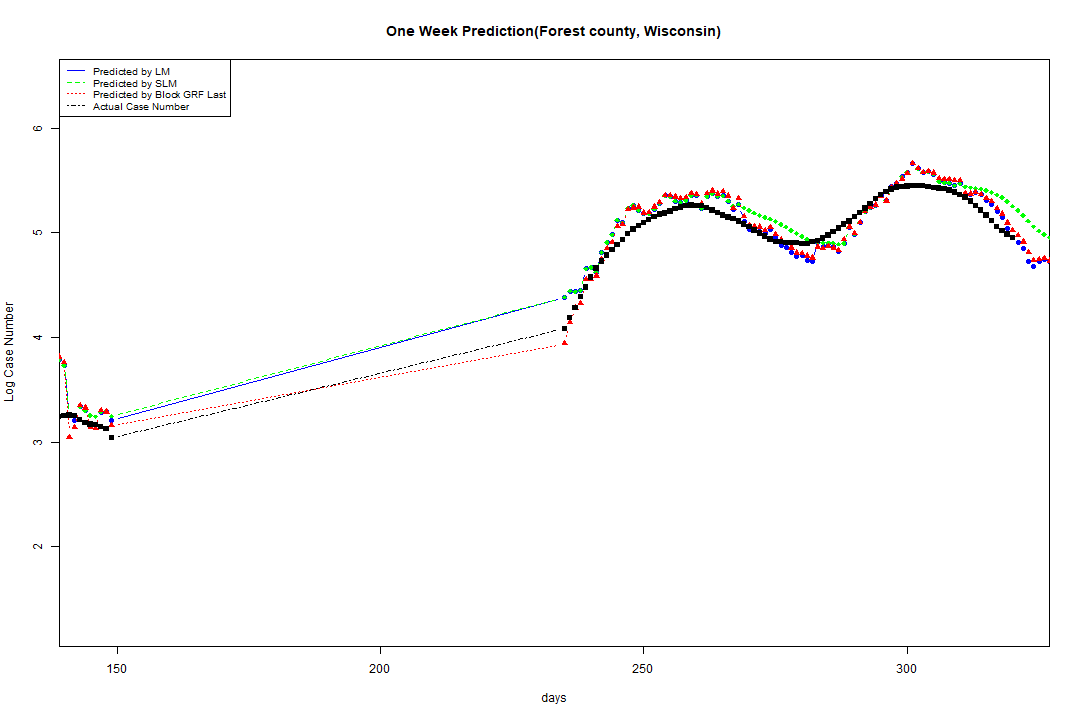 One Week Prediction(Forest county, Wisconsin)
Predicted by LM
Predicted by SLM
Predicted by Block GRF Last
Actual Case Number
6
5
4
3
2
Log Case Number
150 200 250 300
days